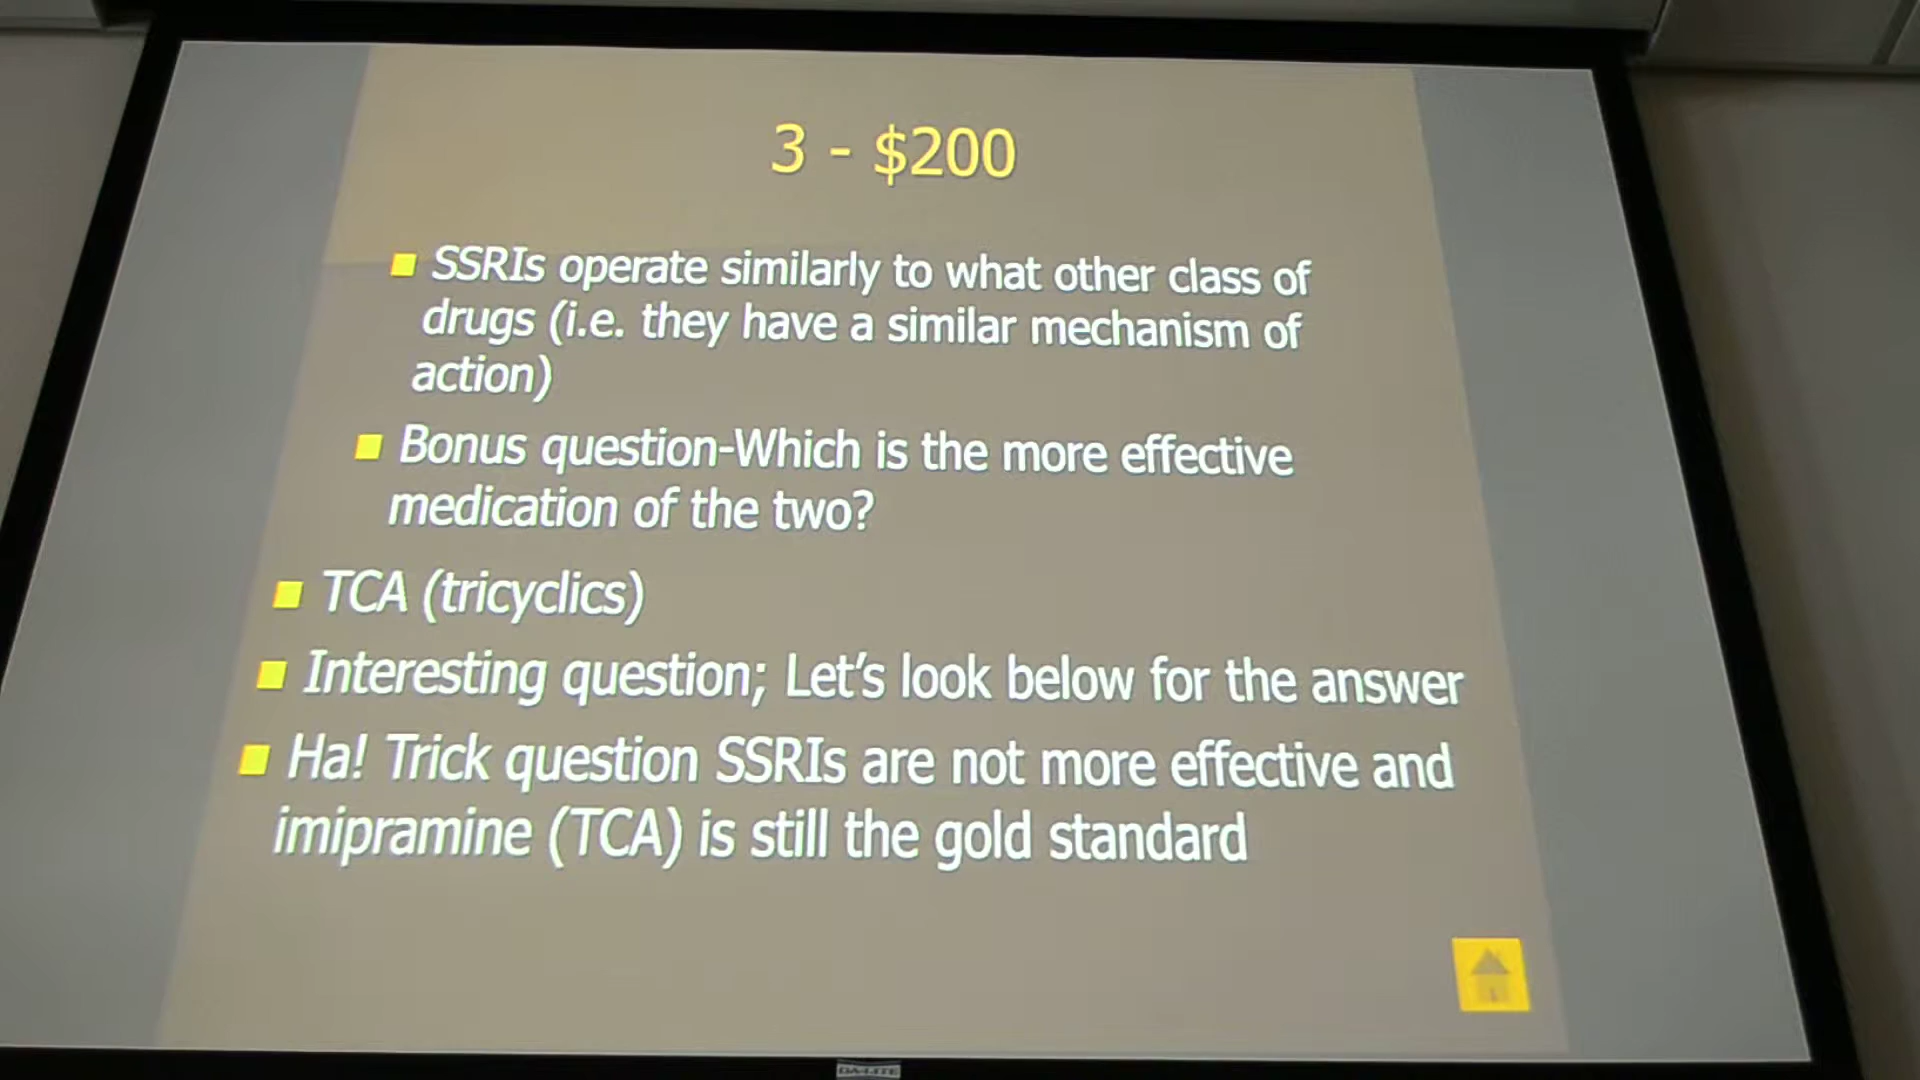 3 - $200
SSRIs operate similarly to what other class of
drugs (i.e. they have a similar mechanism of
action)
Bonus question-Which is the more effective
medication of the two?
TCA (tricyclics)
Interesting question; Let's look below for the answer
Ha! Trick question SSRIs are not more effective and
imipramine (TCA) is still the gold standard
DA-LITE